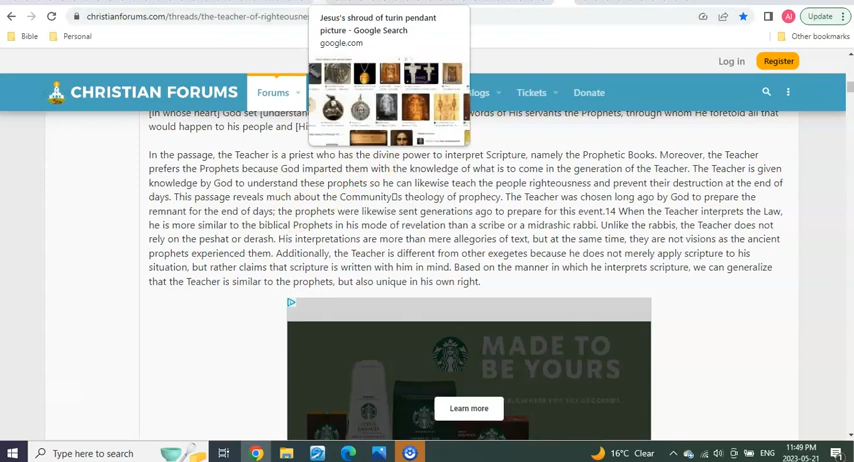 christianforums.com/threads/the-teacher-of-righteousnes
AI
Update
Bible
Personal
Other bookmarks
Jesus's shroud of turin pendant
picture - Google Search
google.com
Log in
Register
CHRISTIAN FORUMS
Forums
logs
Tickets
Donate
[in whose heart] God set [understand
words of His servants the Prophets, through whom He foretold all that
would happen to his people and [Hi
In the passage, the Teacher is a priest who has the divine power to interpret Scripture, namely the Prophetic Books. Moreover, the Teacher
prefers the Prophets because God imparted them with the knowledge of what is to come in the generation of the Teacher. The Teacher is given
knowledge by God to understand these prophets so he can likewise teach the people righteousness and prevent their destruction at the end of
days. This passage reveals much about the Community▯s theology of prophecy. The Teacher was chosen long ago by God to prepare the
remnant for the end of days; the prophets were likewise sent generations ago to prepare for this event.14 When the Teacher interprets the Law,
he is more similar to the biblical Prophets in his mode of revelation than a scribe or a midrashic rabbi. Unlike the rabbis, the Teacher does not
rely on the peshat or derash. His interpretations are more than mere allegories of text, but at the same time, they are not visions as the ancient
prophets experienced them. Additionally, the Teacher is different from other exegetes because he does not merely apply scripture to his
situation, but rather claims that scripture is written with him in mind. Based on the manner in which he interprets scripture, we can generalize
that the Teacher is similar to the prophets, but also unique in his own right.
MADE TO
BE YOURS
Learn more
Type here to search
16°C Clear
ENG
11:49 PM
2023-05-21